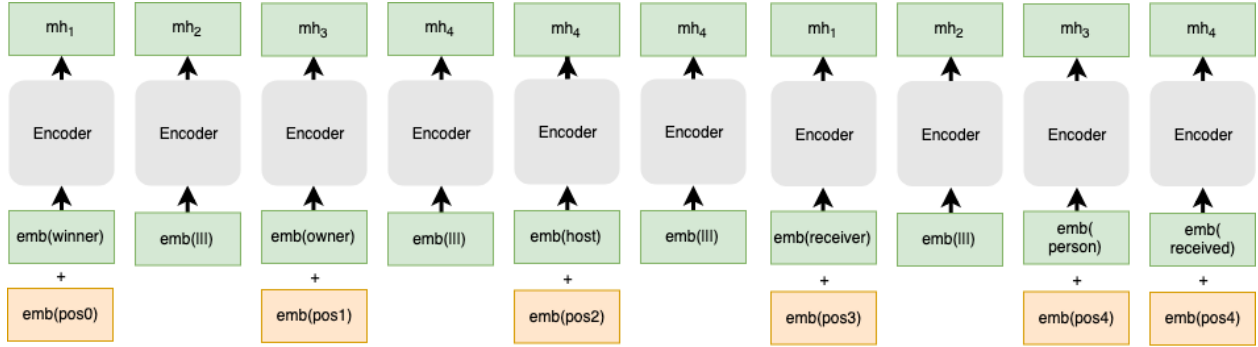 mh₁ mh₂ mh₃ mh₄ mh₄ mh₄ mh₁ mh₂ mh₃ mh₄
Encoder Encoder Encoder Encoder Encoder Encoder Encoder Encoder Encoder Encoder
emb(winner) emb(III) emb(owner) emb(III) emb(host) emb(III) emb(receiver) emb(III) emb( person) emb( received)
+ + + + + +
emb(pos0) emb(pos1) emb(pos2) emb(pos3) emb(pos4) emb(pos4)